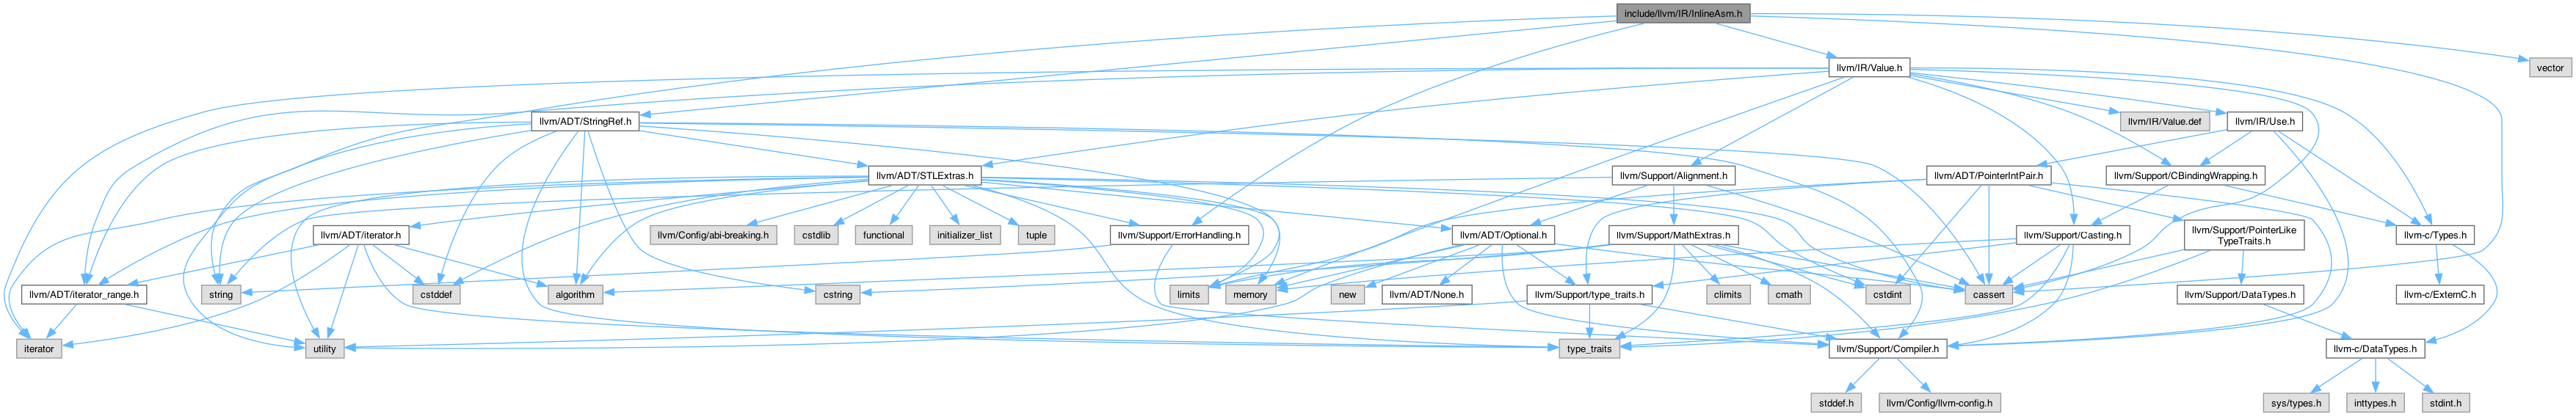 include/llvm/IR/InlineAsm.h
llvm/IR/Value.h
vector
llvm/ADT/StringRef.h
llvm/IR/Value.def
llvm/IR/Use.h
llvm/ADT/STLExtras.h
llvm/Support/Alignment.h
llvm/ADT/PointerIntPair.h
llvm/Support/CBindingWrapping.h
llvm/ADT/iterator.h
llvm/Config/abi-breaking.h
cstdlib
functional
initializer_list
tuple
llvm/Support/ErrorHandling.h
llvm/ADT/Optional.h
llvm/Support/MathExtras.h
llvm/Support/Casting.h
llvm/Support/PointerLike
TypeTraits.h
llvm-c/Types.h
llvm/ADT/iterator_range.h
string
cstddef
algorithm
cstring
limits
memory
new
llvm/ADT/None.h
llvm/Support/type_traits.h
climits
cmath
cstdint
cassert
llvm/Support/DataTypes.h
llvm-c/ExternC.h
iterator
utility
type_traits
llvm/Support/Compiler.h
llvm-c/DataTypes.h
stddef.h
llvm/Config/llvm-config.h
sys/types.h
inttypes.h
stdint.h